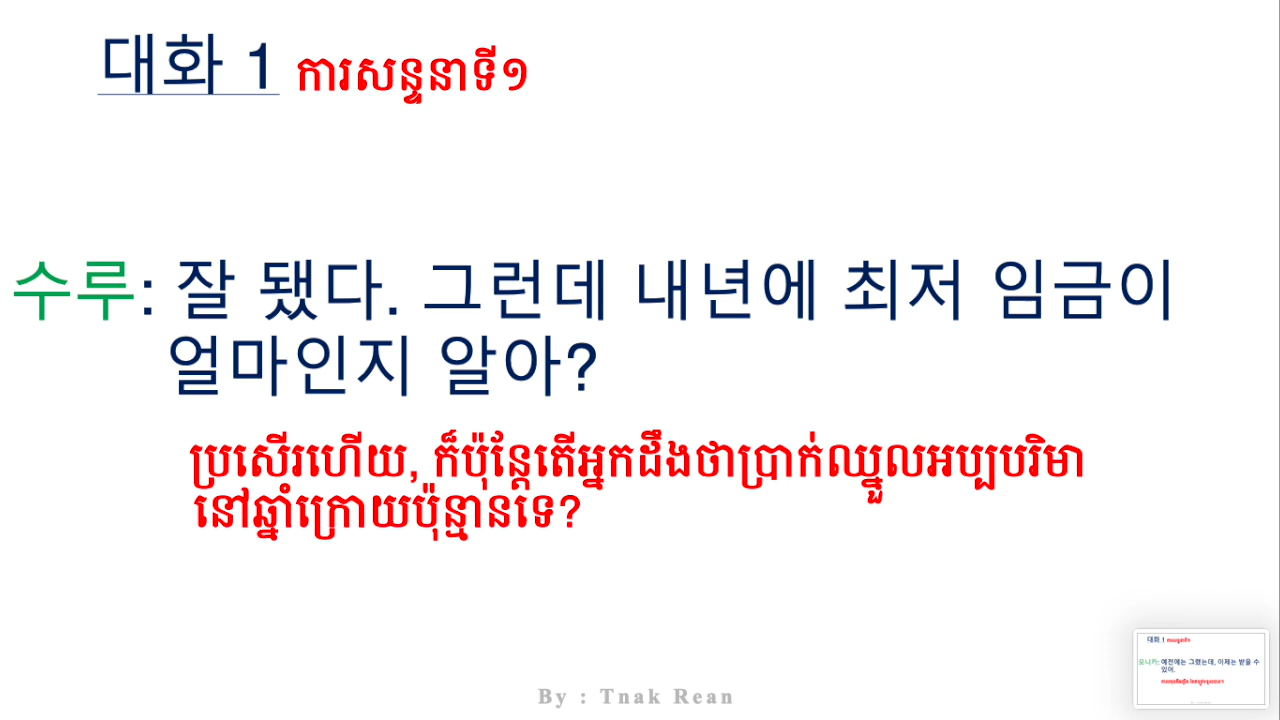 대화 1 ការសន្ទនាទី១
수루: 잘 됐다. 그런데 내년에 최저 임금이
얼마인지 알아?
ប្រសើរហើយ, ក៏ប៉ុន្តែតើអ្នកដឹងថាប្រាក់ឈ្នួលអប្បបរិមា
នៅឆ្នាំក្រោយប៉ុន្មានទេ?
By : Tnak Rean
대화 1
모니카: 예전에는 그랬는데, 이제는 받을 수
있어.